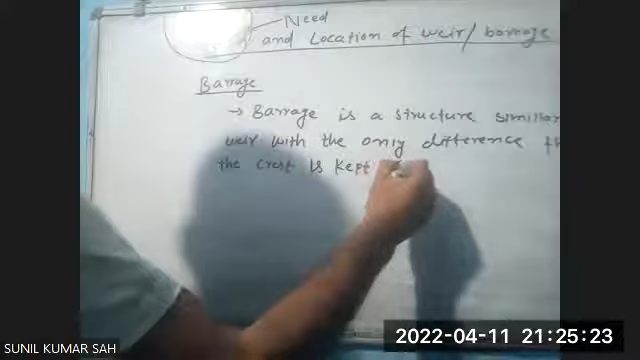 Need
and Location of weir/barrage
Barrage
→ Barrage is a structure similar
weir with the only difference
the crest is kept
SUNIL KUMAR SAH
2022-04-11 21:25:23